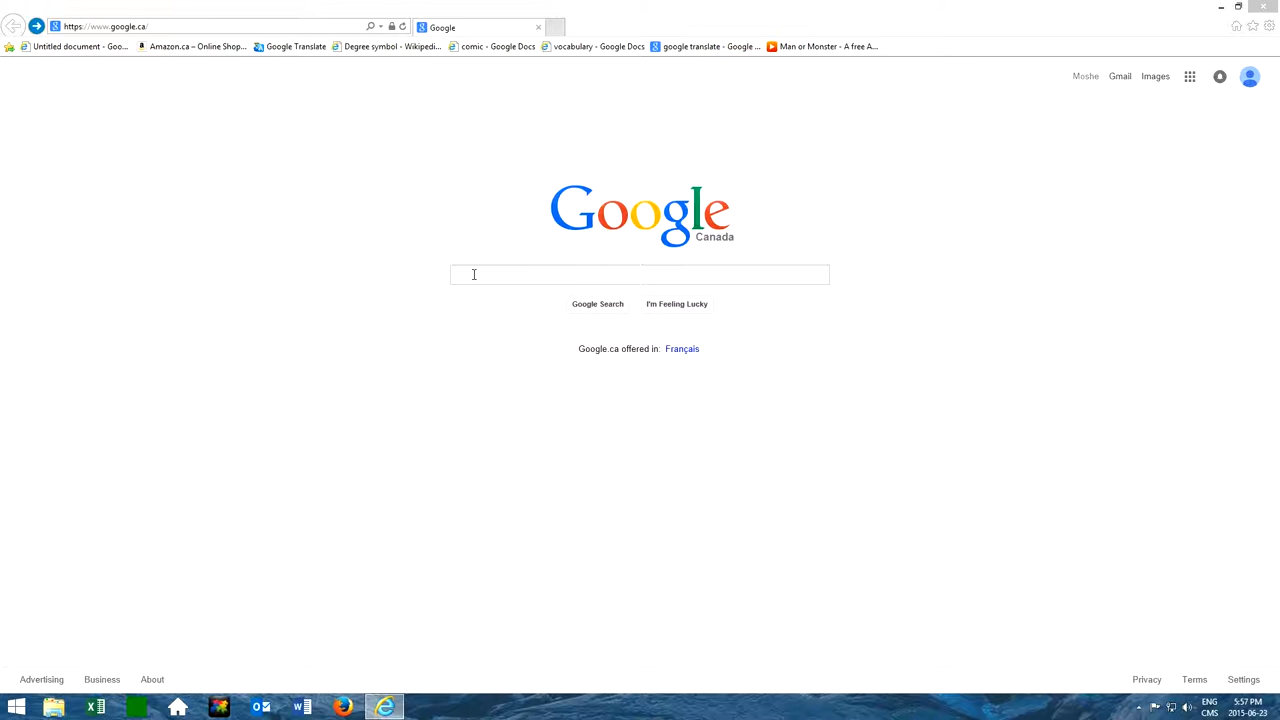 https://www.google.ca/
Google
Untitled document - Goo...
Amazon.ca – Online Shop...
Google Translate
Degree symbol - Wikipedi...
comic - Google Docs
vocabulary - Google Docs
google translate - Google ...
Man or Monster - A free A...
Moshe
Gmail
Images
Google
Canada
Google Search
I'm Feeling Lucky
Google.ca offered in: Français
Advertising
Business
About
Privacy
Terms
Settings
ENG
5:57 PM
CMS
2015-06-23